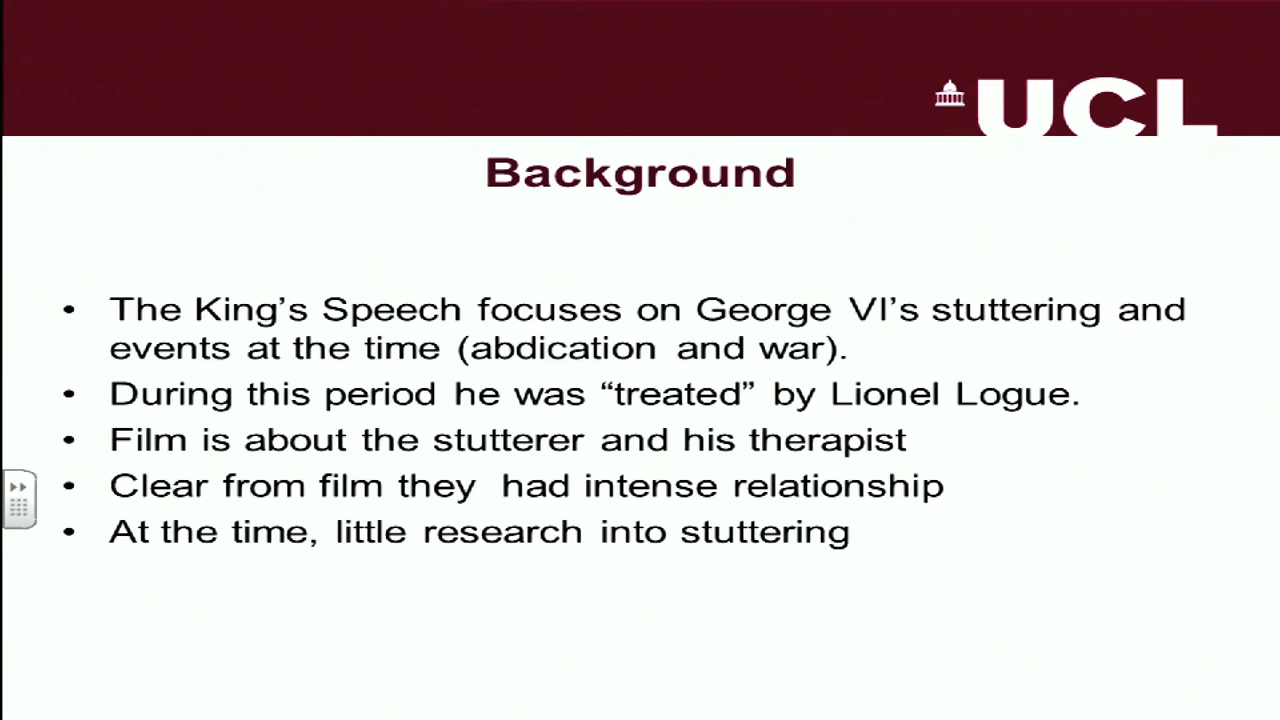 UCL
Background
• The King’s Speech focuses on George VI’s stuttering and
events at the time (abdication and war).
• During this period he was “treated” by Lionel Logue.
• Film is about the stutterer and his therapist
• Clear from film they had intense relationship
• At the time, little research into stuttering